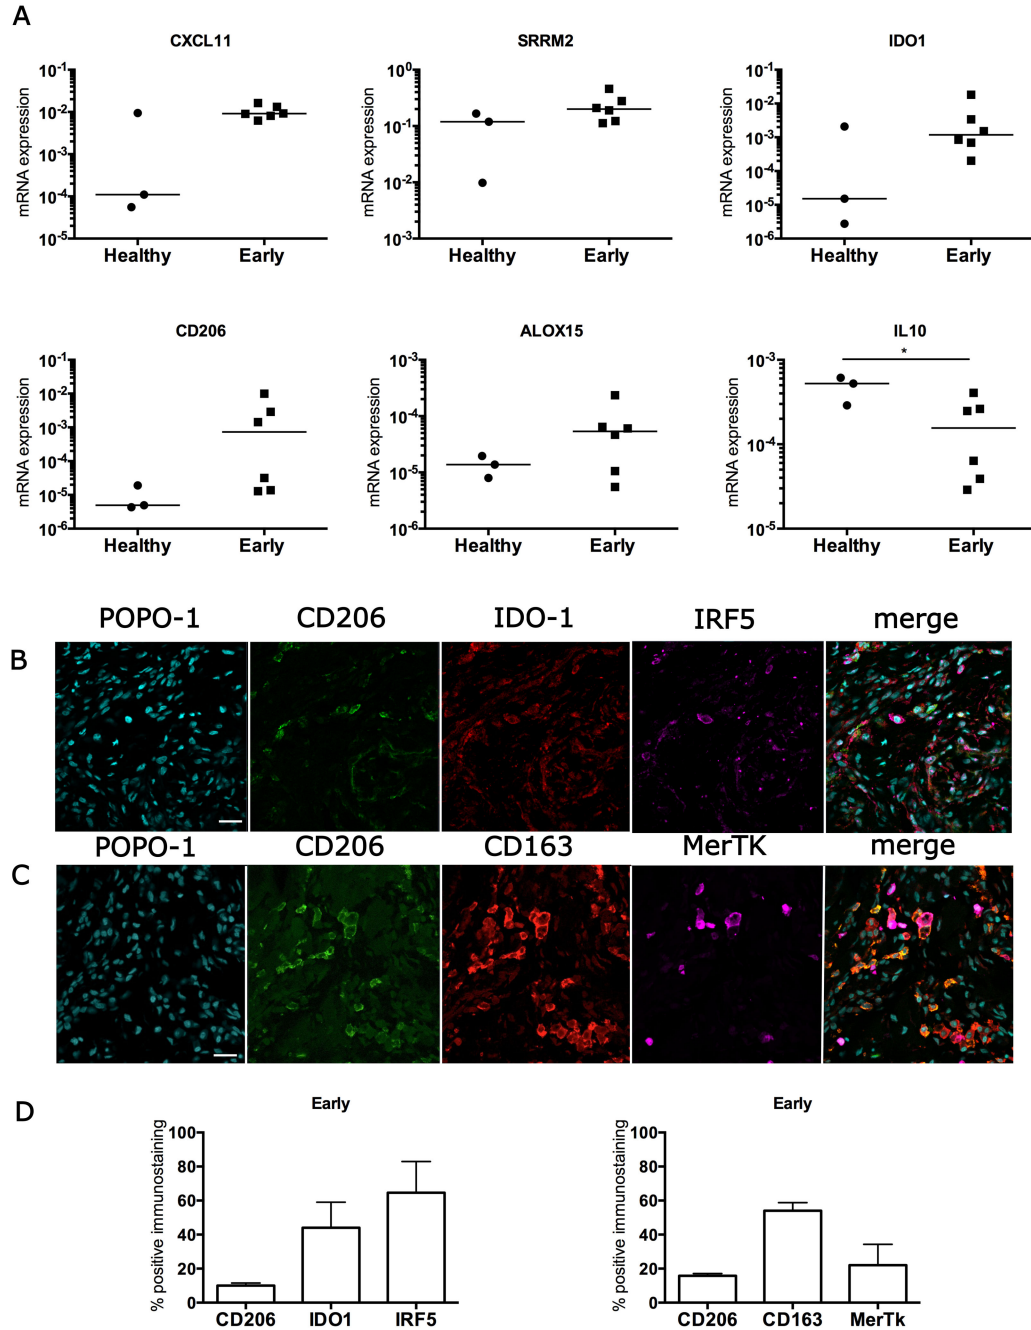 A
CXCL11
SRRM2
IDO1
mRNA expression
10-1
10-2
10-3
10-4
10-5
Healthy
Early
mRNA expression
100
10-1
10-2
10-3
Healthy
Early
mRNA expression
10-1
10-2
10-3
10-4
10-5
10-6
Healthy
Early
CD206
ALOX15
IL10
mRNA expression
10-1
10-2
10-3
10-4
10-5
10-6
Healthy
Early
mRNA expression
10-3
10-4
10-5
10-6
Healthy
Early
mRNA expression
10-3
10-4
10-5
*
Healthy
Early
POPO-1 CD206 IDO-1 IRF5 merge
B
POPO-1 CD206 CD163 MerTK merge
C
D
Early
% positive immunostaining
100
80
60
40
20
0
CD206 IDO1 IRF5
Early
% positive immunostaining
100
80
60
40
20
0
CD206 CD163 MerTk